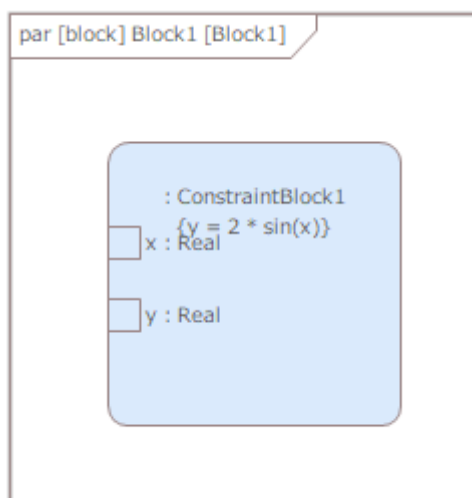 par [block] Block1 [Block1]
: ConstraintBlock1
{y = 2 * sin(x)}
x : Real
y : Real